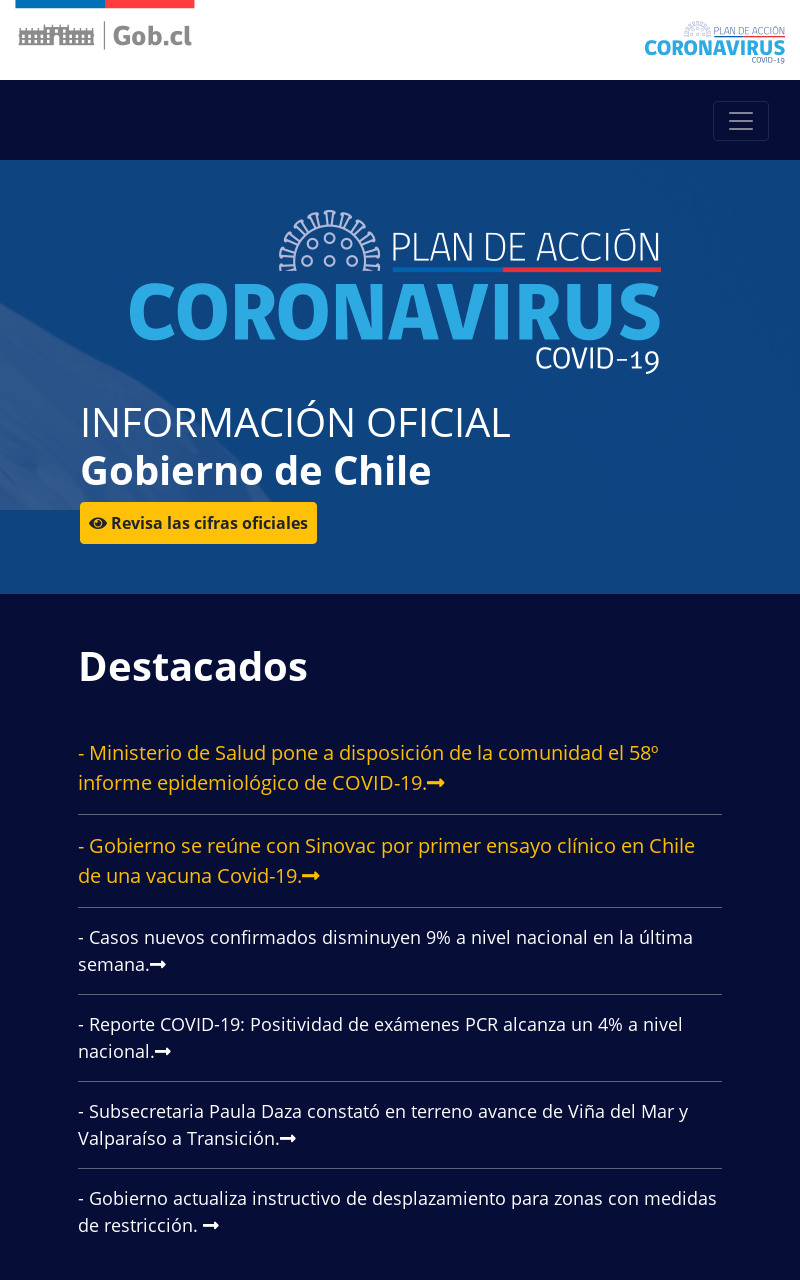 Gob.cl
PLAN DE ACCIÓN
CORONAVIRUS
COVID-19
PLAN DE ACCIÓN
CORONAVIRUS
COVID-19
INFORMACIÓN OFICIAL
Gobierno de Chile
Revisa las cifras oficiales
Destacados
- Ministerio de Salud pone a disposición de la comunidad el 58º
informe epidemiológico de COVID-19.
- Gobierno se reúne con Sinovac por primer ensayo clínico en Chile
de una vacuna Covid-19.
- Casos nuevos confirmados disminuyen 9% a nivel nacional en la última
semana.
- Reporte COVID-19: Positividad de exámenes PCR alcanza un 4% a nivel
nacional.
- Subsecretaria Paula Daza constató en terreno avance de Viña del Mar y
Valparaíso a Transición.
- Gobierno actualiza instructivo de desplazamiento para zonas con medidas
de restricción.